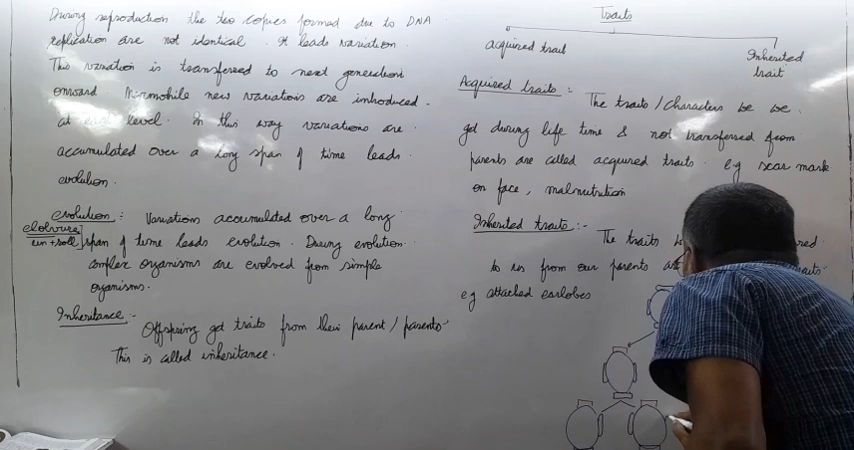 During reproduction the two copies formed due to DNA
replication are not identical. It leads variation.
This variation is transferred to next generation
onward new variations are introduced.
at level. In this way variations are.
accumulated over a long span of time leads.
evolution.
evolution: Variations accumulated over a long
span of time leads evolution. During evolution
complex organisms are evolved from simple
organisms.
Inheritance:-
Offspring got traits from their parent/parents
This is called inheritance.
Traits
acquired trait
Inherited
trait
Acquired traits:
The traits/characters we we.
got during life time & not transferred from
parents are called acquired traits. eg scar mark
on face, malnutrition
Inherited traits:-
The traits
to us from our parents
eg attached earlobes